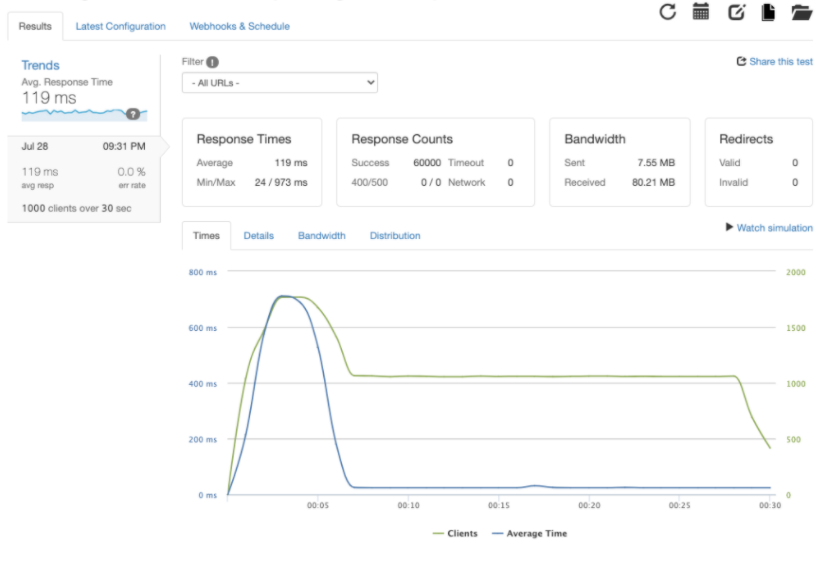 Results Latest Configuration Webhooks & Schedule
Trends
Avg. Response Time
119 ms
?
Jul 28 09:31 PM
119 ms 0.0 %
avg resp err rate
1000 clients over 30 sec
Filter !
- All URLs -
Share this test
Response Times
Average 119 ms
Min/Max 24 / 973 ms
Response Counts
Success 60000 Timeout 0
400/500 0 / 0 Network 0
Bandwidth
Sent 7.55 MB
Received 80.21 MB
Redirects
Valid 0
Invalid 0
Times Details Bandwidth Distribution
Watch simulation
800 ms 2000
600 ms 1500
400 ms 1000
200 ms 500
0 ms 0
00:05 00:10 00:15 00:20 00:25 00:30
Clients Average Time